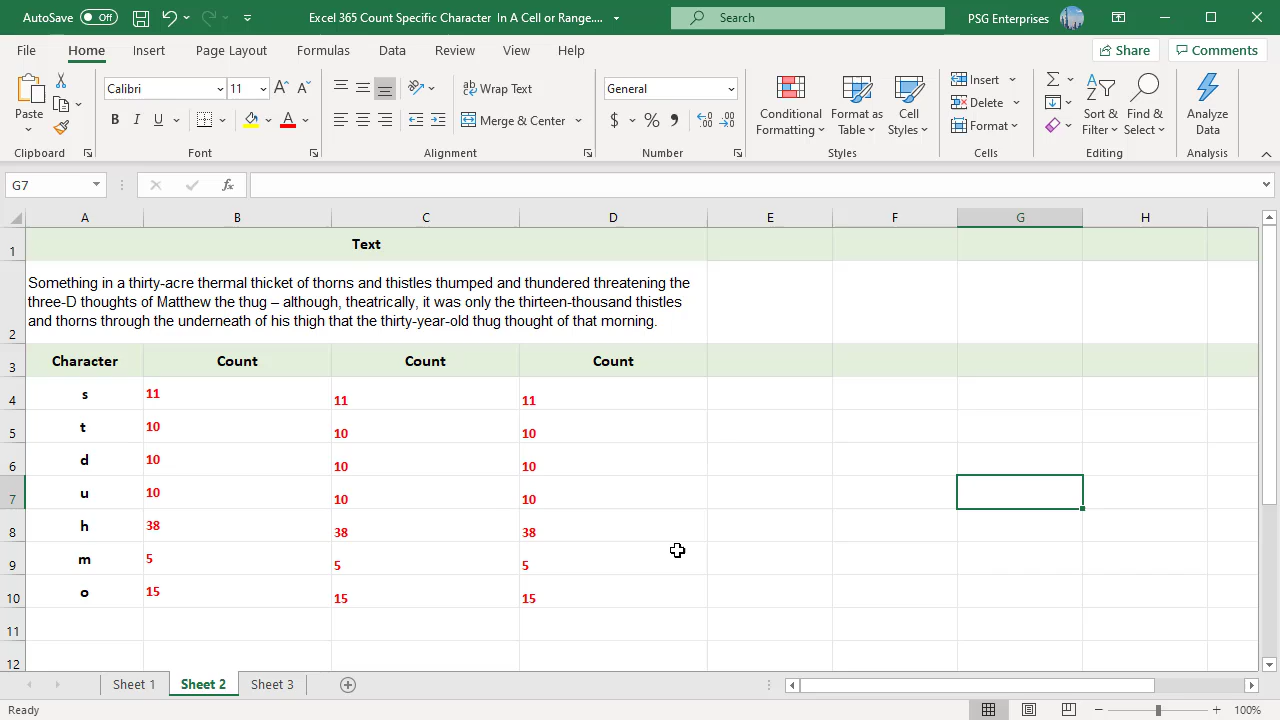 AutoSave Off Excel 365 Count Specific Character In A Cell or Range.... Search PSG Enterprises
File Home Insert Page Layout Formulas Data Review View Help Share Comments
Paste Calibri 11 A A ab Wrap Text General Conditional Formatting Format as Table Cell Styles Insert Sort & Filter Find & Select Analyze Data
B I U A Merge & Center $ % Delete
Format
Clipboard Font Alignment Number Styles Cells Editing Analysis
G7 fx
A B C D E F G H
1 Text
2 Something in a thirty-acre thermal thicket of thorns and thistles thumped and thundered threatening the
three-D thoughts of Matthew the thug – although, theatrically, it was only the thirteen-thousand thistles
and thorns through the underneath of his thigh that the thirty-year-old thug thought of that morning.
3 Character Count Count Count
4 s 11 11 11
5 t 10 10 10
6 d 10 10 10
7 u 10 10 10
8 h 38 38 38
9 m 5 5 5
10 o 15 15 15
11
12
Sheet 1 Sheet 2 Sheet 3
Ready 100%